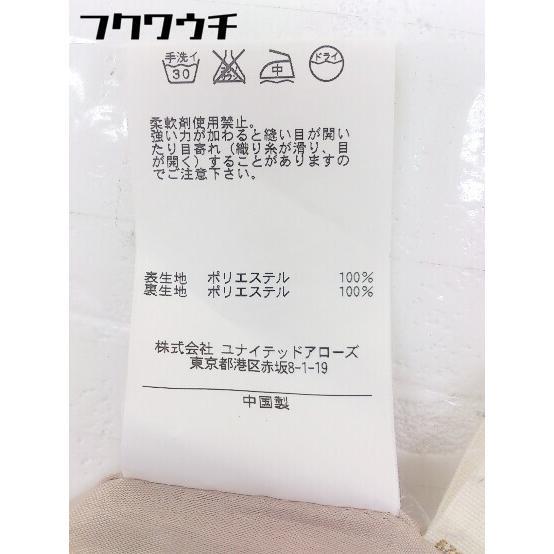 フクワウチ
手洗イ
30
中
ドライ
柔軟剤使用禁止。
強い力が加わると縫い目が開い
たり目寄れ（織り糸が滑り、目
が開く）することがありますの
でご注意下さい。
表生地 ポリエステル 100%
裏生地 ポリエステル 100%
株式会社 ユナイテッドアローズ
東京都港区赤坂8-1-19
中国製